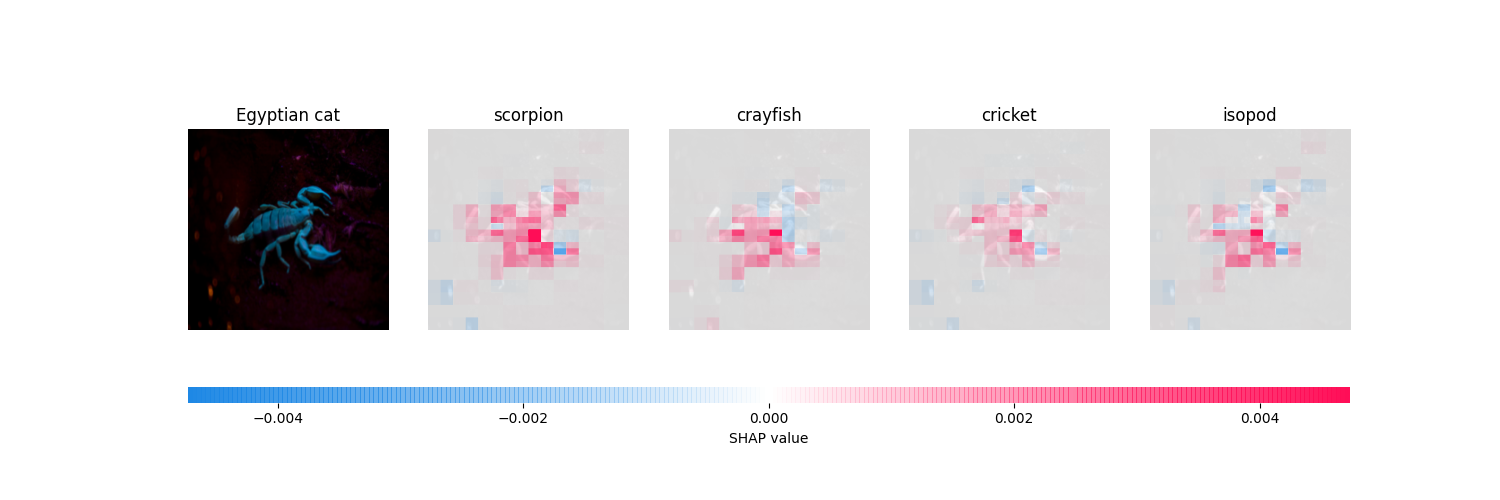 Egyptian cat scorpion crayfish cricket isopod
−0.004 −0.002 0.000 0.002 0.004
SHAP value